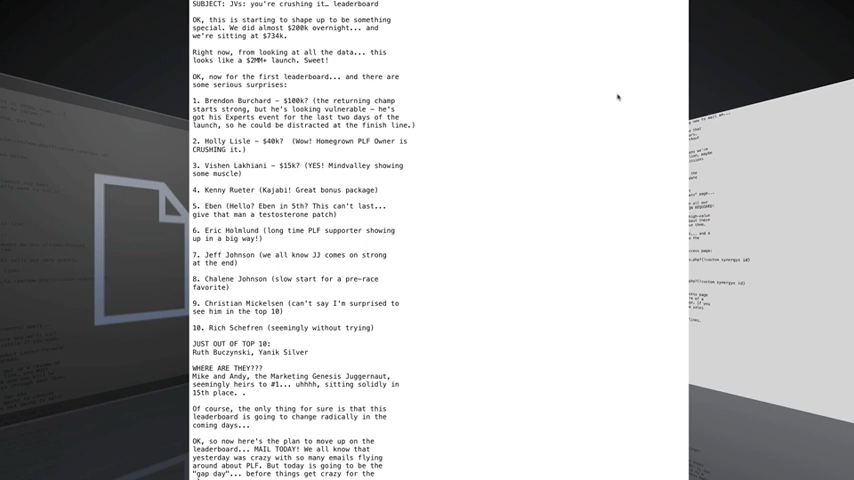 SUBJECT: JVs: you're crushing it… leaderboard
OK, this is starting to shape up to be something
special. We did almost $200k overnight... and
we're sitting at $734k.
Right now, from looking at all the data... this
looks like a $2MM+ launch. Sweet!
OK, now for the first leaderboard... and there are
some serious surprises:
1. Brendon Burchard – $100k? (the returning champ
starts strong, but he's looking vulnerable – he's
got his Experts event for the last two days of the
launch, so he could be distracted at the finish line.)
2. Holly Lisle – $40k?  (Wow! Homegrown PLF Owner is
CRUSHING it.)
3. Vishen Lakhiani – $15k? (YES! Mindvalley showing
some muscle)
4. Kenny Rueter (Kajabi! Great bonus package)
5. Eben (Hello? Eben in 5th? This can't last...
give that man a testosterone patch)
6. Eric Holmlund (long time PLF supporter showing
up in a big way!)
7. Jeff Johnson (we all know JJ comes on strong
at the end)
8. Chalene Johnson (slow start for a pre-race
favorite)
9. Christian Mickelsen (can't say I'm surprised to
see him in the top 10)
10. Rich Schefren (seemingly without trying)
JUST OUT OF TOP 10:
Ruth Buczynski, Yanik Silver
WHERE ARE THEY???
Mike and Andy, the Marketing Genesis Juggernaut,
seemingly heirs to #1... uhhhh, sitting solidly in
15th place. .
Of course, the only thing for sure is that this
leaderboard is going to change radically in the
coming days...
OK, so now here's the plan to move up on the
leaderboard... MAIL TODAY! We all know that
yesterday was crazy with so many emails flying
around about PLF. But today is going to be the
"gap day"... before things get crazy for the